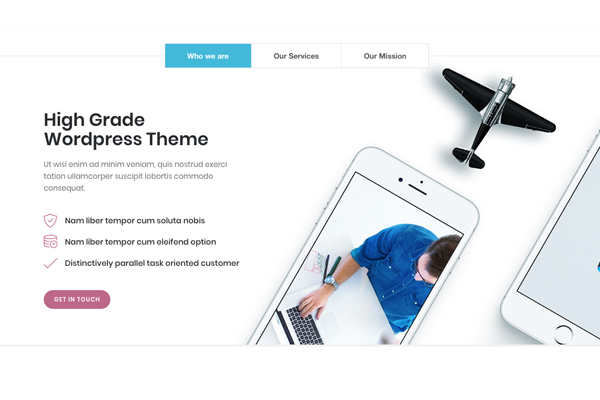 Who we are
Our Services
Our Mission
High Grade
Wordpress Theme
Ut wisi enim ad minim veniam, quis nostrud exerci
tation ullamcorper suscipit lobortis commodo
consequat.
Nam liber tempor cum soluta nobis
Nam liber tempor cum eleifend option
Distinctively parallel task oriented customer
GET IN TOUCH